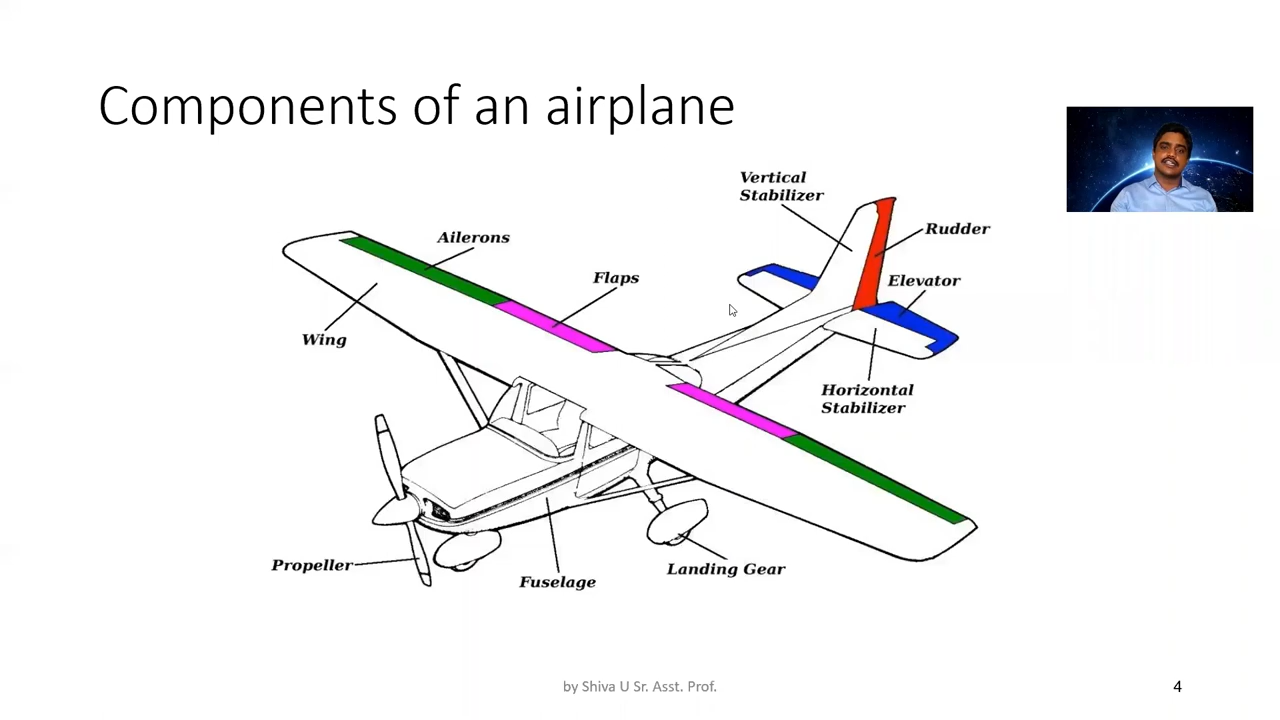 Components of an airplane
Vertical
Stabilizer
Rudder
Ailerons
Flaps
Elevator
Wing
Horizontal
Stabilizer
Propeller
Fuselage
Landing Gear
by Shiva U Sr. Asst. Prof.
4